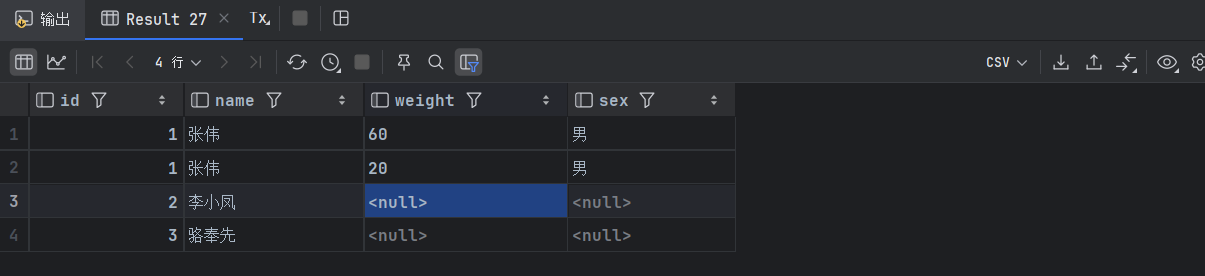 输出 Result 27 × Tx
4 行 CSV
id name weight sex
1 1 张伟 60 男
2 1 张伟 20 男
3 2 李小凤 <null> <null>
4 3 骆奉先 <null> <null>